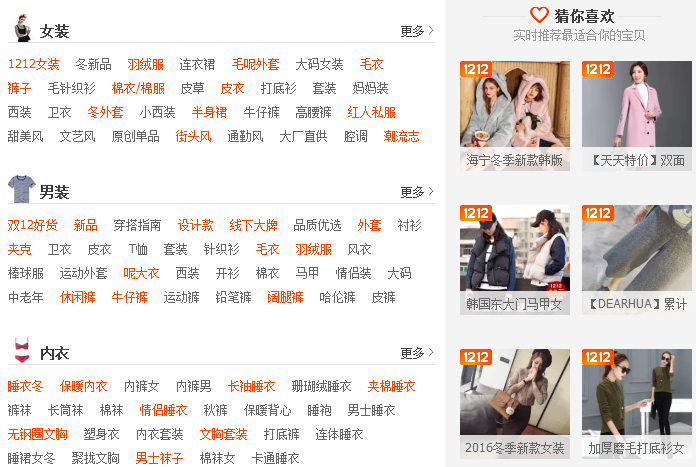 女装 更多
1212女装 冬新品 羽绒服 连衣裙 毛呢外套 大码女装 毛衣
裤子 毛针织衫 棉衣/棉服 皮草 皮衣 打底衫 套装 妈妈装
西装 卫衣 冬外套 小西装 半身裙 牛仔裤 高腰裤 红人私服
甜美风 文艺风 原创单品 街头风 通勤风 大厂直供 腔调 潮流志
男装 更多
双12好货 新品 穿搭指南 设计款 线下大牌 品质优选 外套 衬衫
夹克 卫衣 皮衣 T恤 套装 针织衫 毛衣 羽绒服 风衣
棒球服 运动外套 呢大衣 西装 开衫 棉衣 马甲 情侣装 大码
中老年 休闲裤 牛仔裤 运动裤 铅笔裤 阔腿裤 哈伦裤 皮裤
内衣 更多
睡衣冬 保暖内衣 内裤女 内裤男 长袖睡衣 珊瑚绒睡衣 夹棉睡衣
裤袜 长筒袜 棉袜 情侣睡衣 秋裤 保暖背心 睡袍 男士睡衣
无钢圈文胸 塑身衣 内衣套装 文胸套装 打底裤 连体睡衣
睡裙女冬 聚拢文胸 男士袜子 棉袜女 卡通睡衣
猜你喜欢
实时推荐最适合你的宝贝
1212 1212
海宁冬季新款韩版 【天天特价】双面
1212 1212
韩国东大门马甲女 【DEARHUA】累计
1212 1212
2016冬季新款女装 加厚磨毛打底衫女